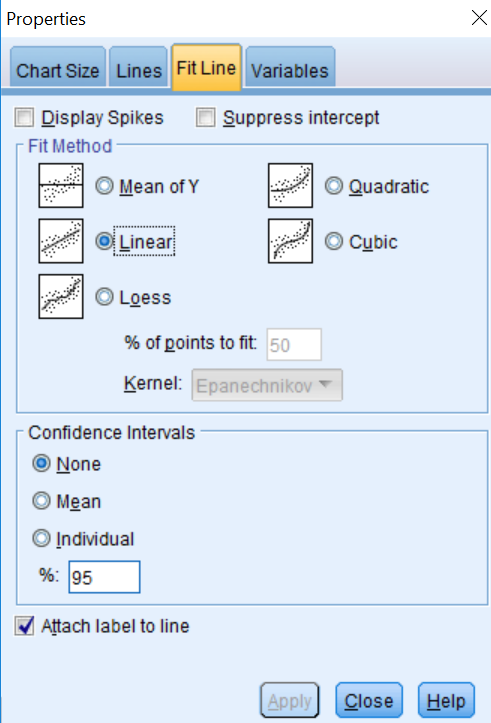 Properties
Chart Size Lines Fit Line Variables
Display Spikes Suppress intercept
Fit Method
Mean of Y Quadratic
Linear Cubic
Loess
% of points to fit: 50
Kernel: Epanechnikov
Confidence Intervals
None
Mean
Individual
%: 95
Attach label to line
Apply Close Help